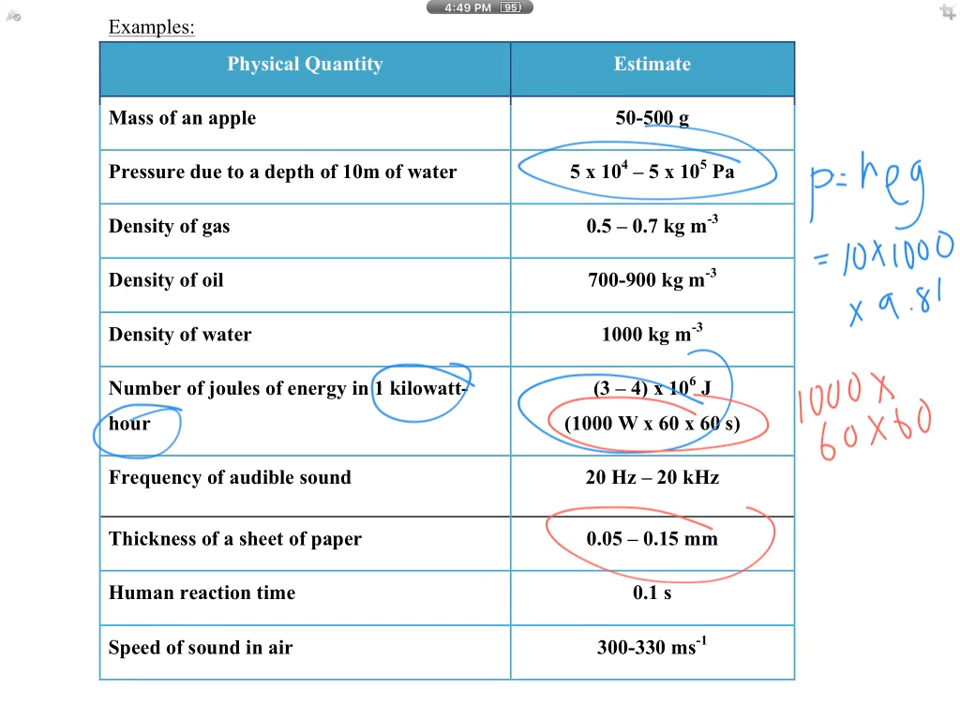 4:49 PM 95
Examples:
Physical Quantity Estimate
Mass of an apple 50-500 g
Pressure due to a depth of 10m of water 5 x 10⁴ – 5 x 10⁵ Pa
Density of gas 0.5 – 0.7 kg m⁻³
Density of oil 700-900 kg m⁻³
Density of water 1000 kg m⁻³
Number of joules of energy in 1 kilowatt- (3 – 4) x 10⁶ J
hour (1000 W x 60 x 60 s)
Frequency of audible sound 20 Hz – 20 kHz
Thickness of a sheet of paper 0.05 – 0.15 mm
Human reaction time 0.1 s
Speed of sound in air 300-330 ms⁻¹
p = hρg
= 10 x 1000
x 9.81
1000 x
60 x 60